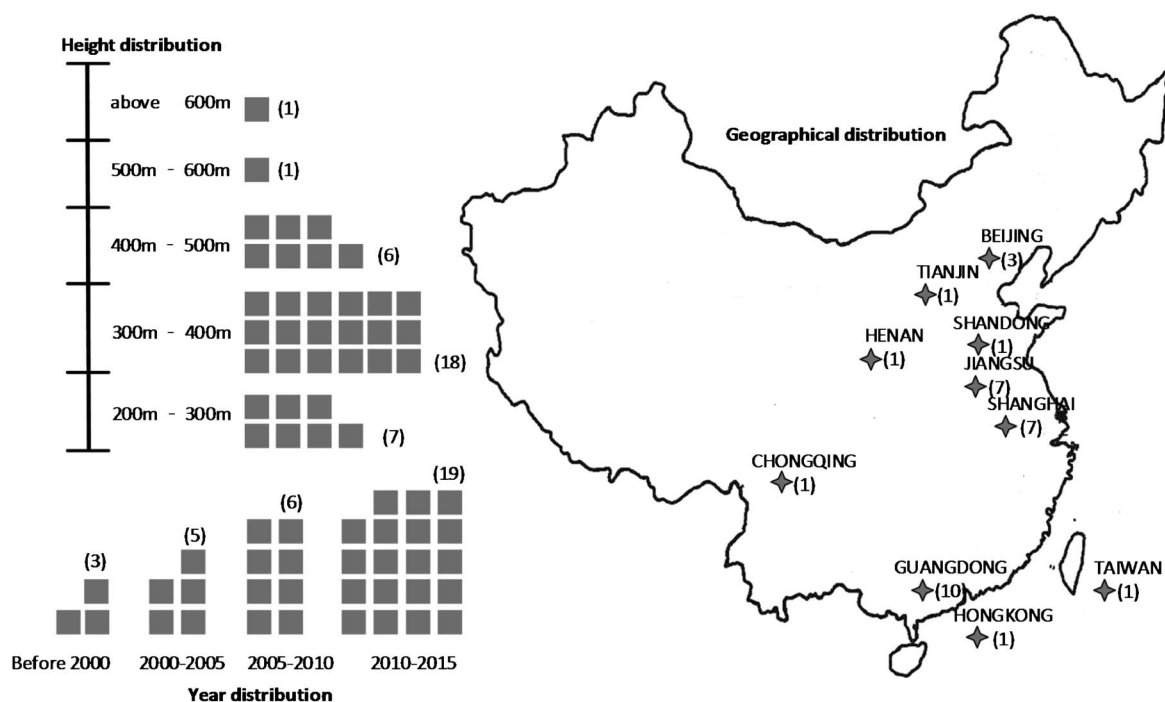 Height distribution
above 600m (1)
500m - 600m (1)
400m - 500m (6)
300m - 400m (18)
200m - 300m (7)
(3)
(5)
(6)
(19)
Before 2000 2000-2005 2005-2010 2010-2015
Year distribution
Geographical distribution
BEIJING
(3)
TIANJIN
(1)
SHANDONG
(1)
HENAN
(1)
JIANGSU
(7)
SHANGHAI
(7)
CHONGQING
(1)
GUANGDONG
(10)
TAIWAN
(1)
HONGKONG
(1)